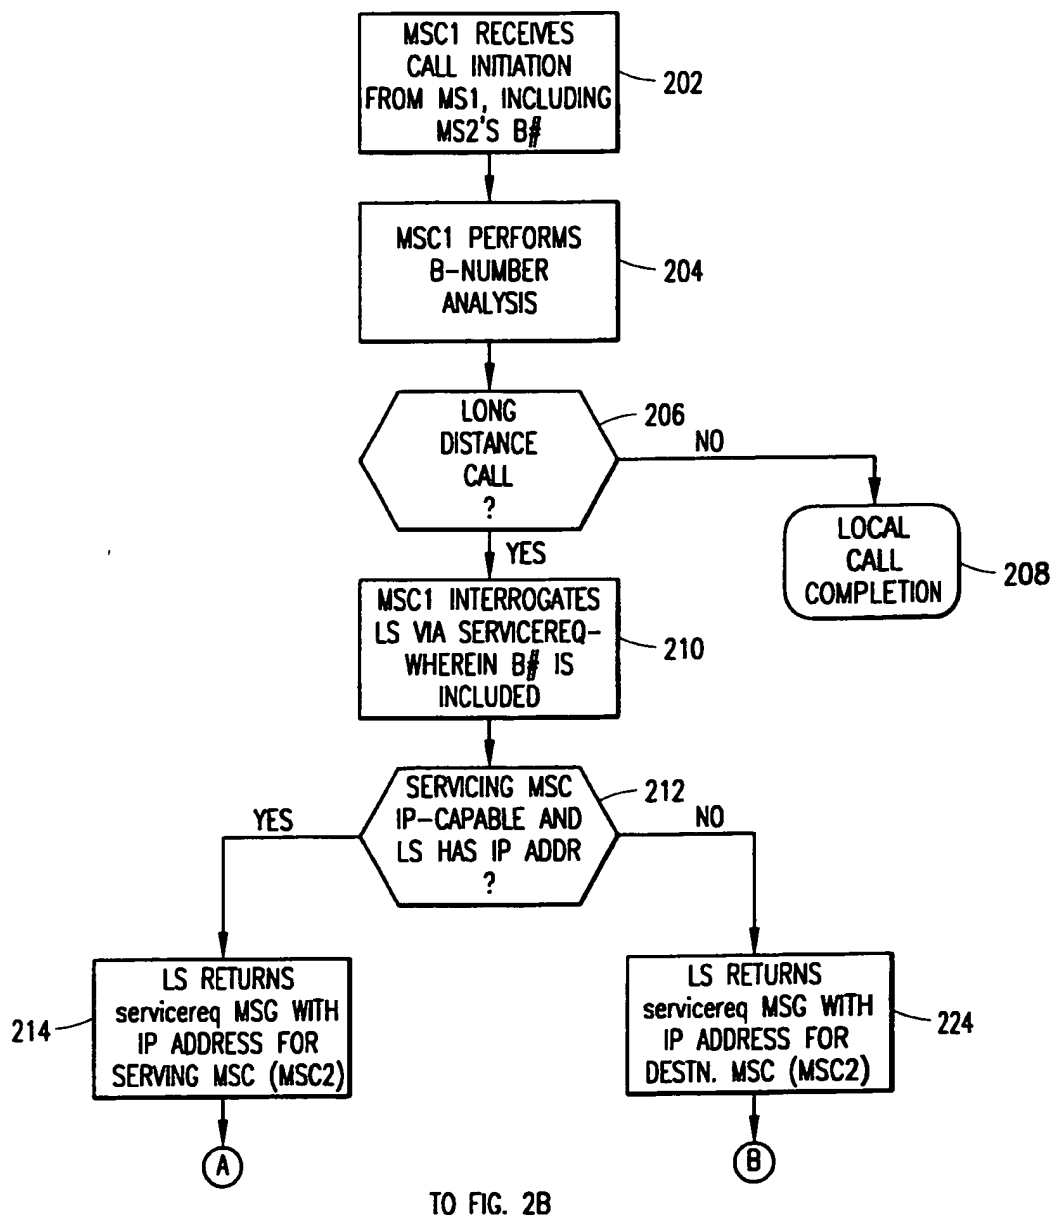 MSC1 RECEIVES
CALL INITIATION
FROM MS1, INCLUDING
MS2'S B#
202
MSC1 PERFORMS
B-NUMBER
ANALYSIS
204
LONG
DISTANCE
CALL
?
206
NO
YES
LOCAL
CALL
COMPLETION
208
MSC1 INTERROGATES
LS VIA SERVICEREQ-
WHEREIN B# IS
INCLUDED
210
SERVICING MSC
IP-CAPABLE AND
LS HAS IP ADDR
?
212
YES
NO
LS RETURNS
servicereq MSG WITH
IP ADDRESS FOR
SERVING MSC (MSC2)
214
LS RETURNS
servicereq MSG WITH
IP ADDRESS FOR
DESTN. MSC (MSC2)
224
A
B
TO FIG. 2B